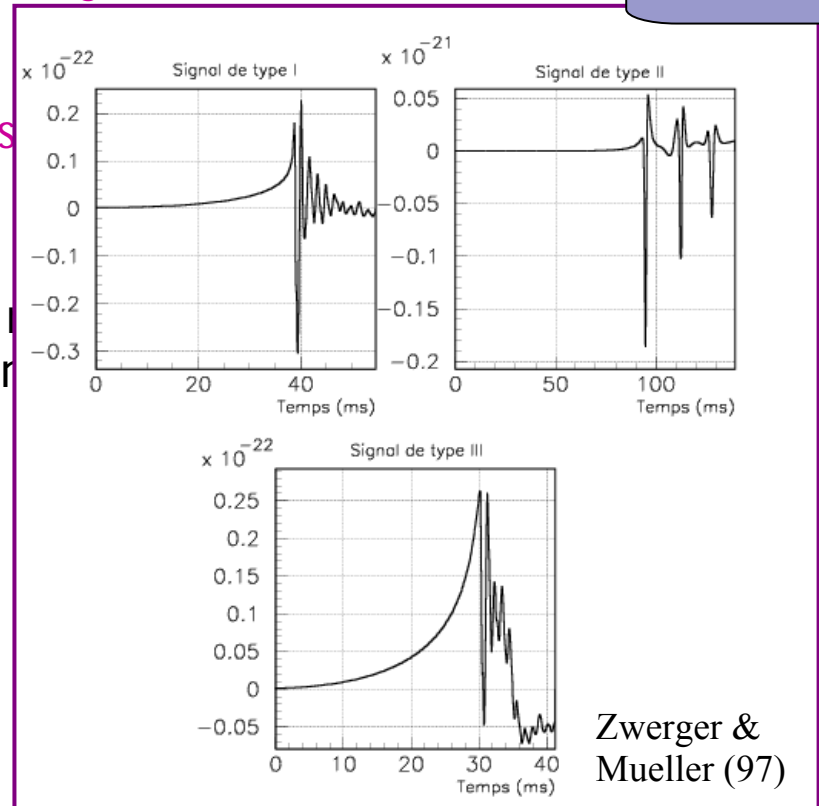 x 10^-22
Signal de type I
0.2
0.1
0
-0.1
-0.2
-0.3
0 20 40
Temps (ms)
x 10^-21
Signal de type II
0.05
0
-0.05
-0.1
-0.15
-0.2
0 50 100
Temps (ms)
x 10^-22
Signal de type III
0.25
0.2
0.15
0.1
0.05
0
-0.05
0 10 20 30 40
Temps (ms)
Zwerger &
Mueller (97)